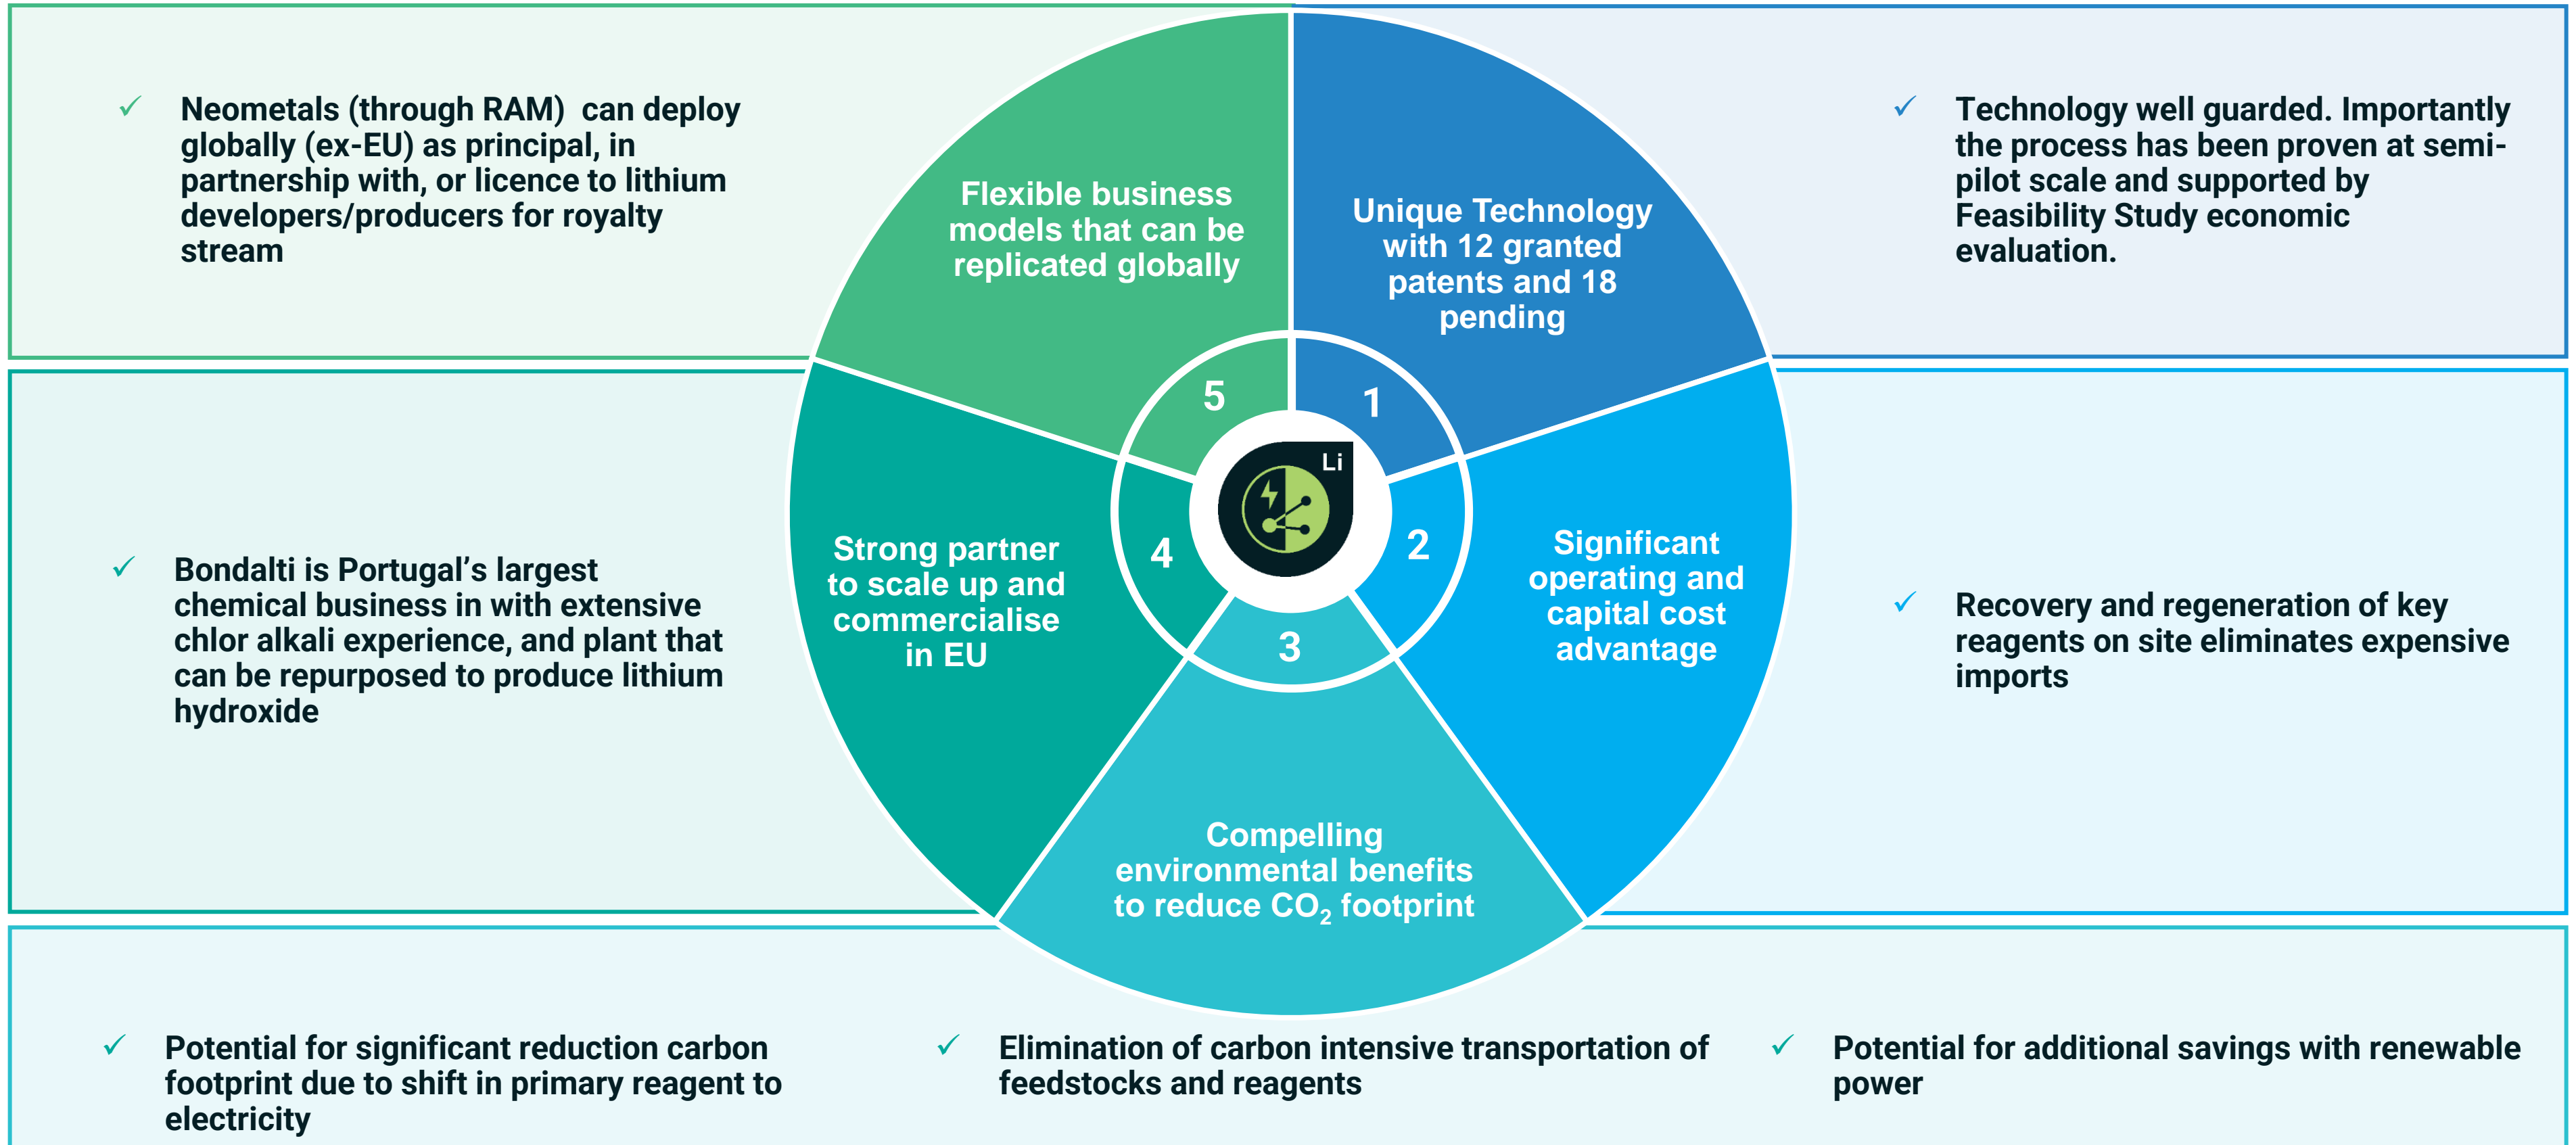 Neometals (through RAM)  can deploy
globally (ex-EU) as principal, in
partnership with, or licence to lithium
developers/producers for royalty
stream
Flexible business
models that can be
replicated globally
5
Unique Technology
with 12 granted
patents and 18
pending
1
Technology well guarded. Importantly
the process has been proven at semi-
pilot scale and supported by
Feasibility Study economic
evaluation.
Li
Bondalti is Portugal’s largest
chemical business in with extensive
chlor alkali experience, and plant that
can be repurposed to produce lithium
hydroxide
Strong partner
to scale up and
commercialise
in EU
4
2
Significant
operating and
capital cost
advantage
Recovery and regeneration of key
reagents on site eliminates expensive
imports
3
Compelling
environmental benefits
to reduce CO₂ footprint
Potential for significant reduction carbon
footprint due to shift in primary reagent to
electricity
Elimination of carbon intensive transportation of
feedstocks and reagents
Potential for additional savings with renewable
power